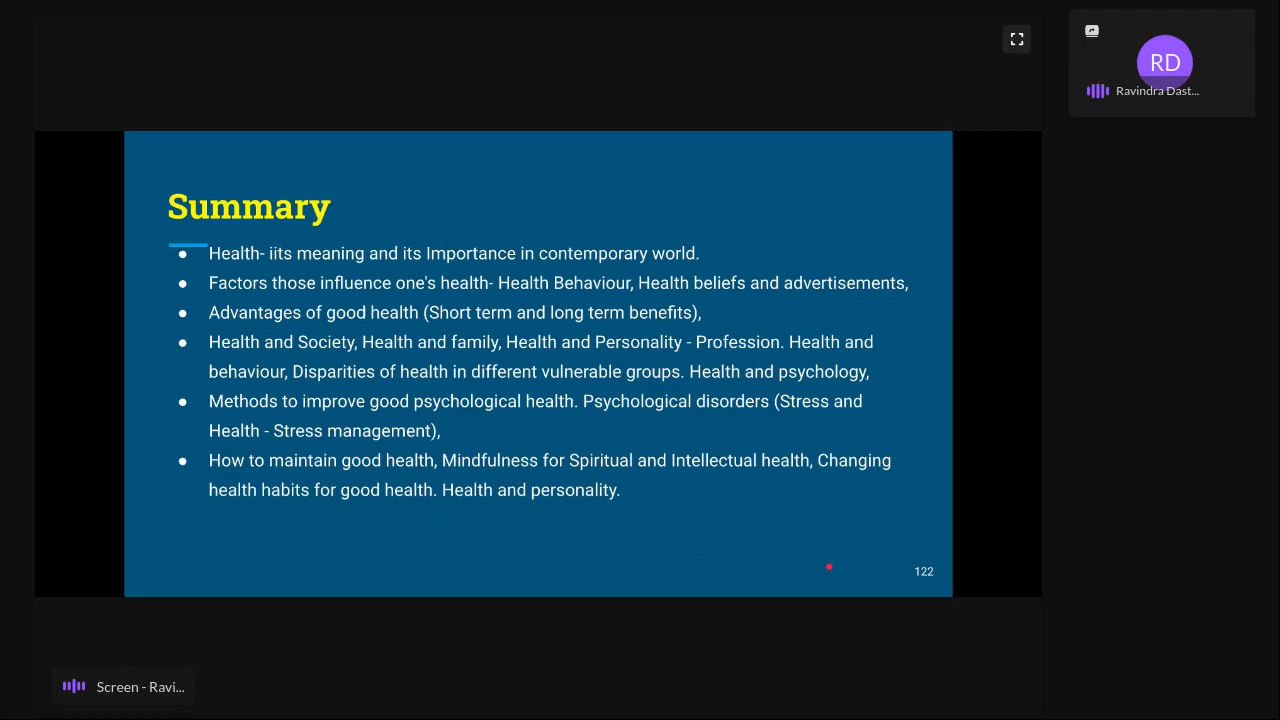 RD
Ravindra Dast...
Summary
● Health- iits meaning and its Importance in contemporary world.
● Factors those influence one's health- Health Behaviour, Health beliefs and advertisements,
● Advantages of good health (Short term and long term benefits),
● Health and Society, Health and family, Health and Personality - Profession. Health and
behaviour, Disparities of health in different vulnerable groups. Health and psychology,
● Methods to improve good psychological health. Psychological disorders (Stress and
Health - Stress management),
● How to maintain good health, Mindfulness for Spiritual and Intellectual health, Changing
health habits for good health. Health and personality.
122
Screen - Ravi...